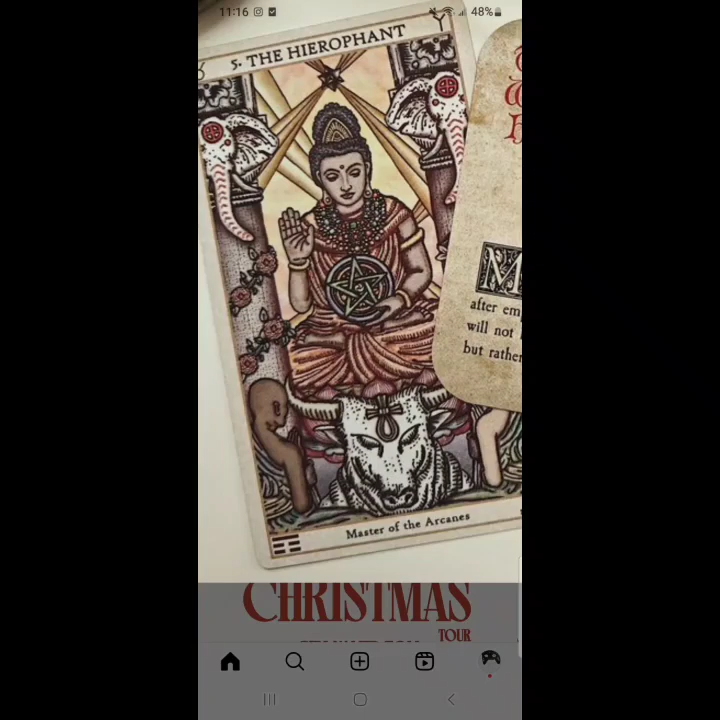 11:16
48%
5. THE HIEROPHANT
M
after em
will not
but rather
Master of the Arcanes
CHRISTMAS
TOUR